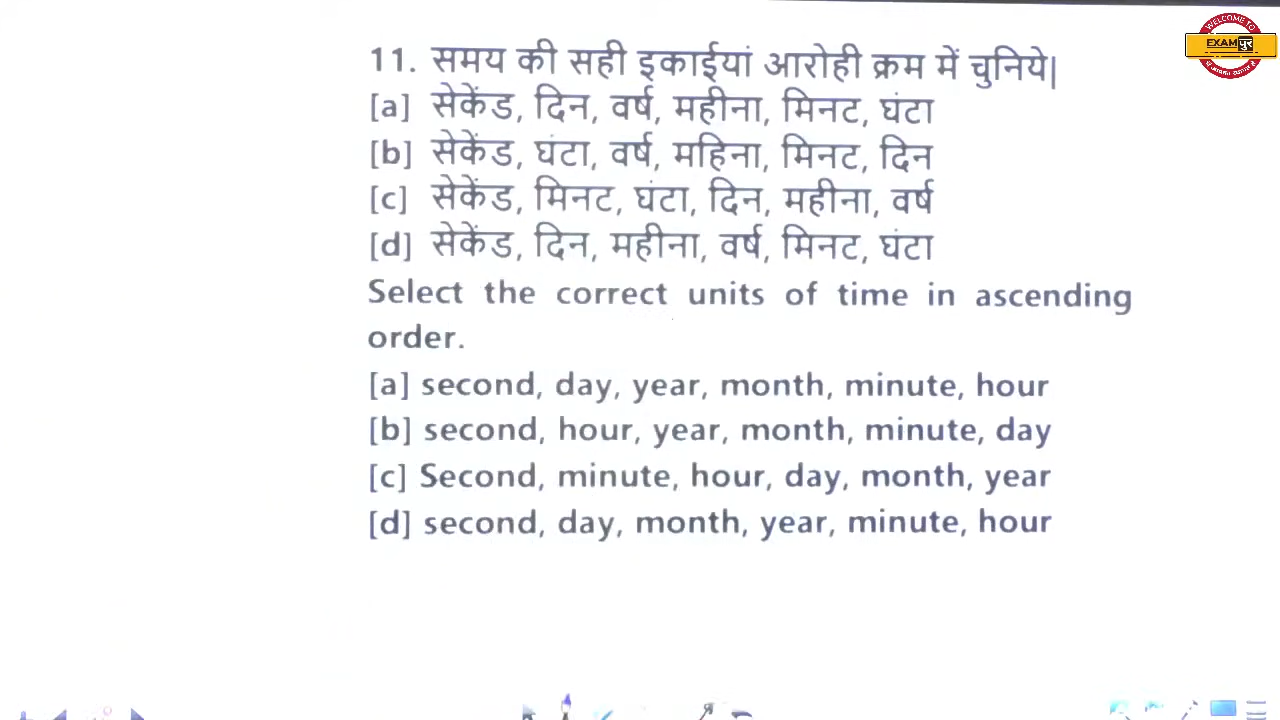 WELCOME TO
EXAM पुर
11. समय की सही इकाईयां आरोही क्रम में चुनिये|
[a] सेकेंड, दिन, वर्ष, महीना, मिनट, घंटा
[b] सेकेंड, घंटा, वर्ष, महिना, मिनट, दिन
[c] सेकेंड, मिनट, घंटा, दिन, महीना, वर्ष
[d] सेकेंड, दिन, महीना, वर्ष, मिनट, घंटा
Select the correct units of time in ascending
order.
[a] second, day, year, month, minute, hour
[b] second, hour, year, month, minute, day
[c] Second, minute, hour, day, month, year
[d] second, day, month, year, minute, hour